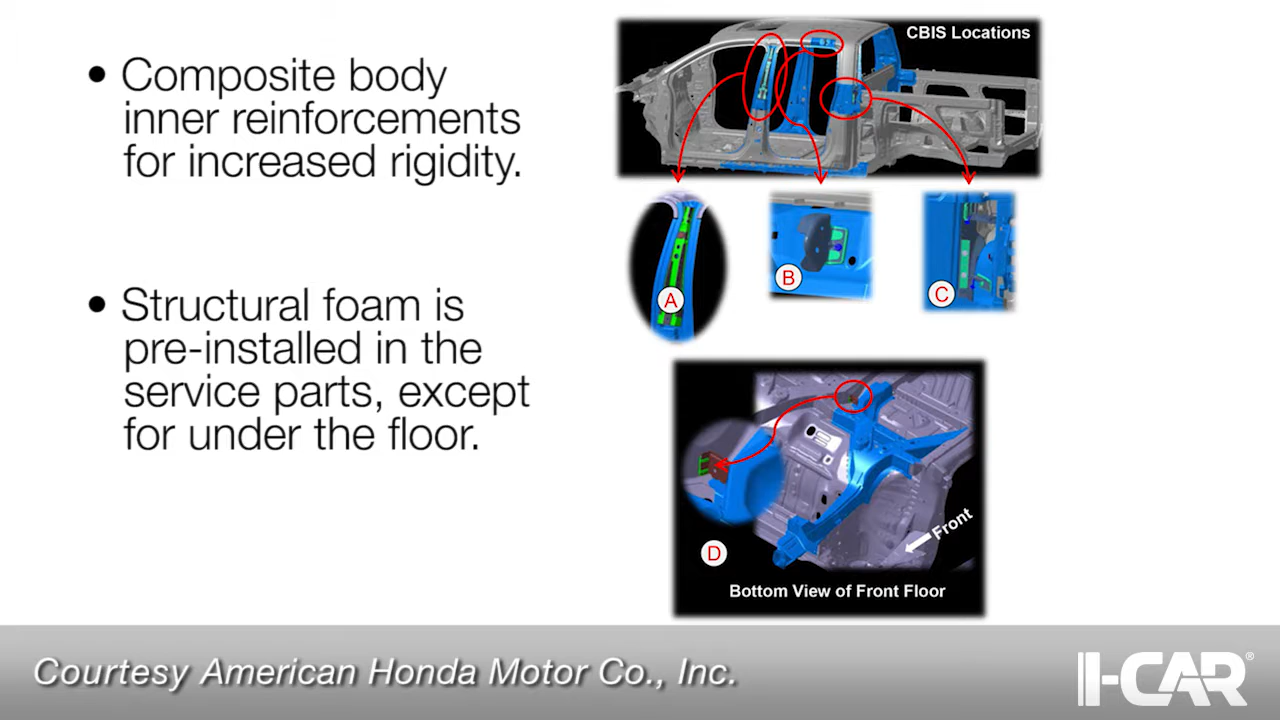 • Composite body
inner reinforcements
for increased rigidity.
• Structural foam is
pre-installed in the
service parts, except
for under the floor.
CBIS Locations
A
B
C
D
Front
Bottom View of Front Floor
Courtesy American Honda Motor Co., Inc.
I-CAR®